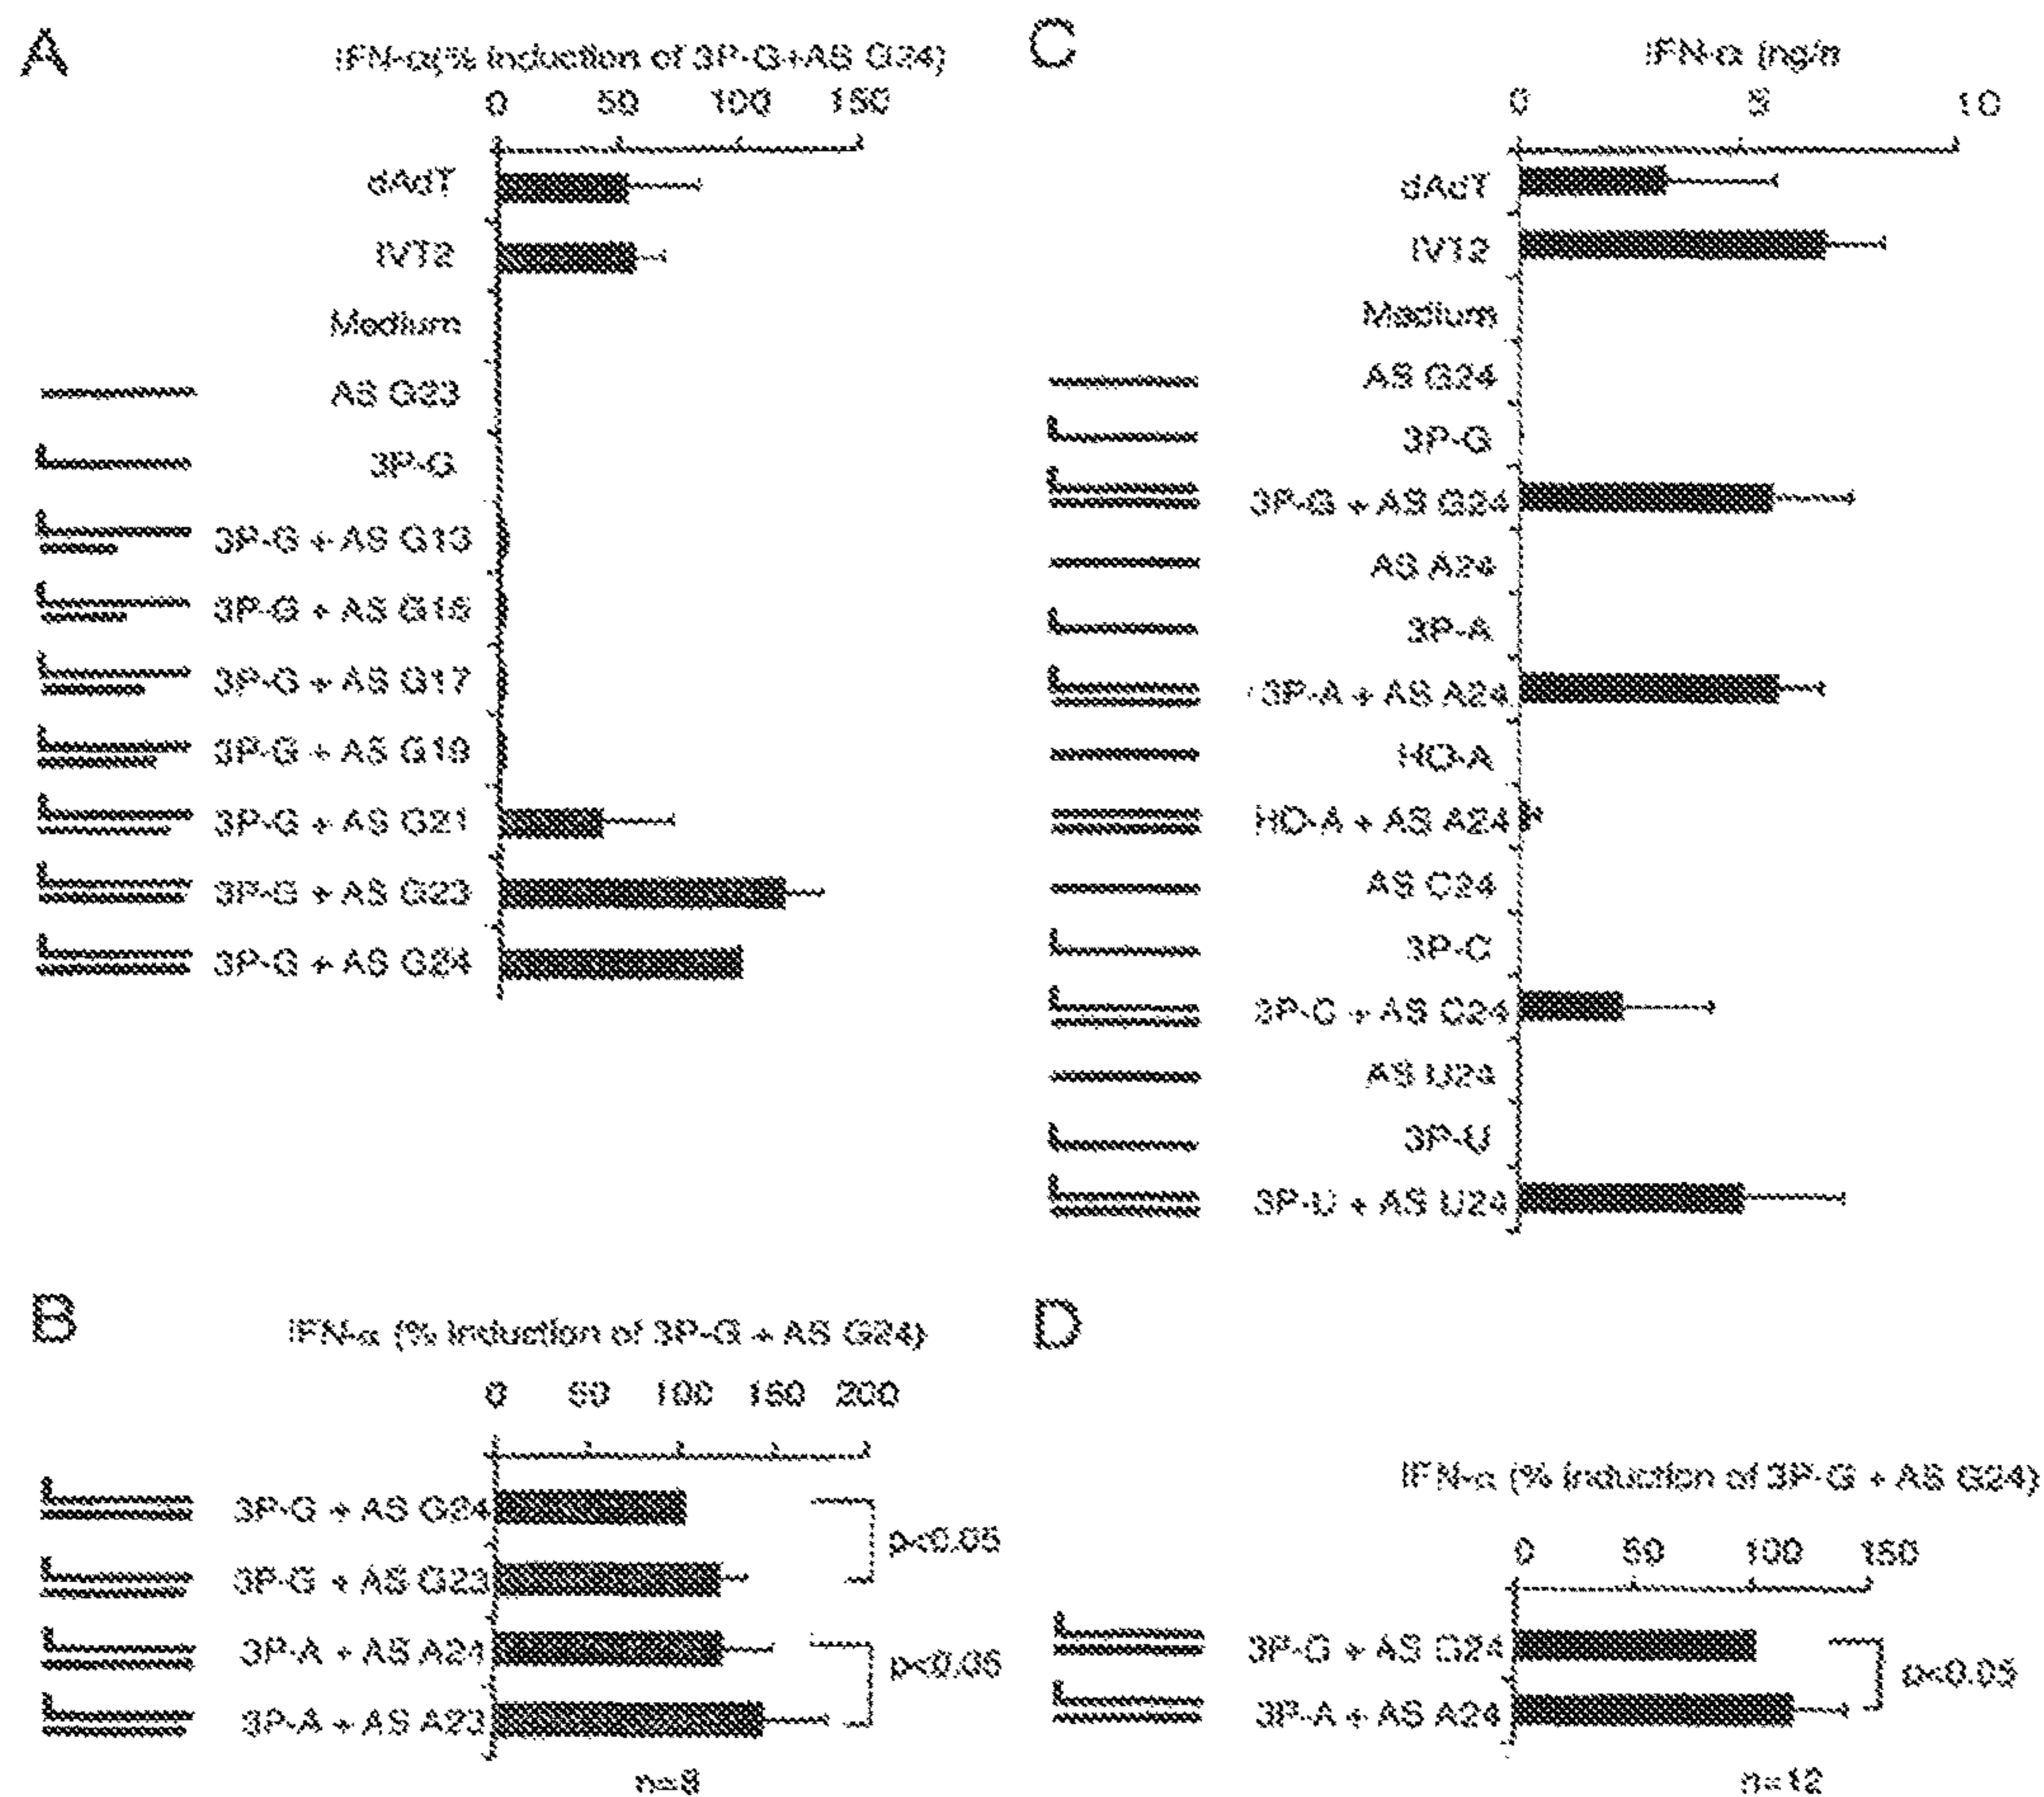 A
IFN-α(% induction of 3P-G+AS G24)
0 50 100 150
dAdT
IVT2
Medium
AS G23
3P-G
3P-G + AS G13
3P-G + AS G15
3P-G + AS G17
3P-G + AS G19
3P-G + AS G21
3P-G + AS G23
3P-G + AS G24
B
IFN-α (% induction of 3P-G + AS G24)
0 50 100 150 200
3P-G + AS G24
3P-G + AS G23
p<0.05
3P-A + AS A24
3P-A + AS A23
p<0.05
n=8
C
IFN-α (ng/m
0 5 10
dAdT
IVT2
Medium
AS G24
3P-G
3P-G + AS G24
AS A24
3P-A
3P-A + AS A24
HO-A
HO-A + AS A24
AS C24
3P-C
3P-C + AS C24
AS U24
3P-U
3P-U + AS U24
D
IFN-α (% induction of 3P-G + AS G24)
0 50 100 150
3P-G + AS G24
3P-A + AS A24
p<0.05
n=12